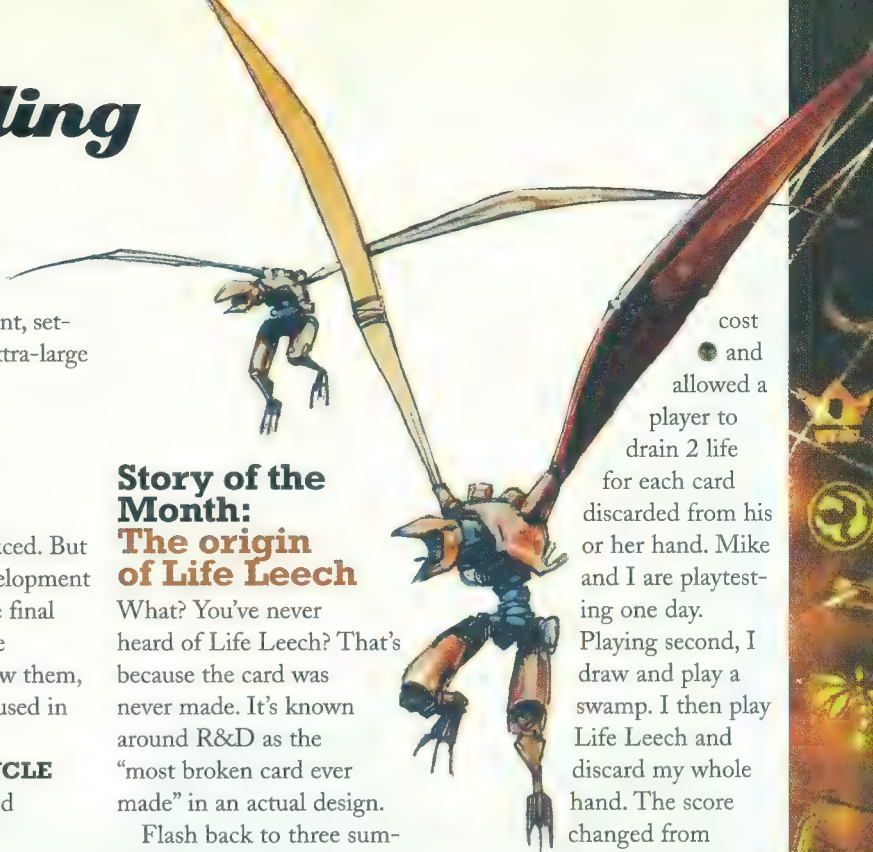 ling
nt, set-
tra-large
ced. But
elopment
e final
e
w them,
used in
CLE
d
Story of the
Month:
The origin
of Life Leech
What? You've never
heard of Life Leech? That's
because the card was
never made. It's known
around R&D as the
"most broken card ever
made" in an actual design.
Flash back to three sum-
cost
and
allowed a
player to
drain 2 life
for each card
discarded from his
or her hand. Mike
and I are playtest-
ing one day.
Playing second, I
draw and play a
swamp. I then play
Life Leech and
discard my whole
hand. The score
changed from